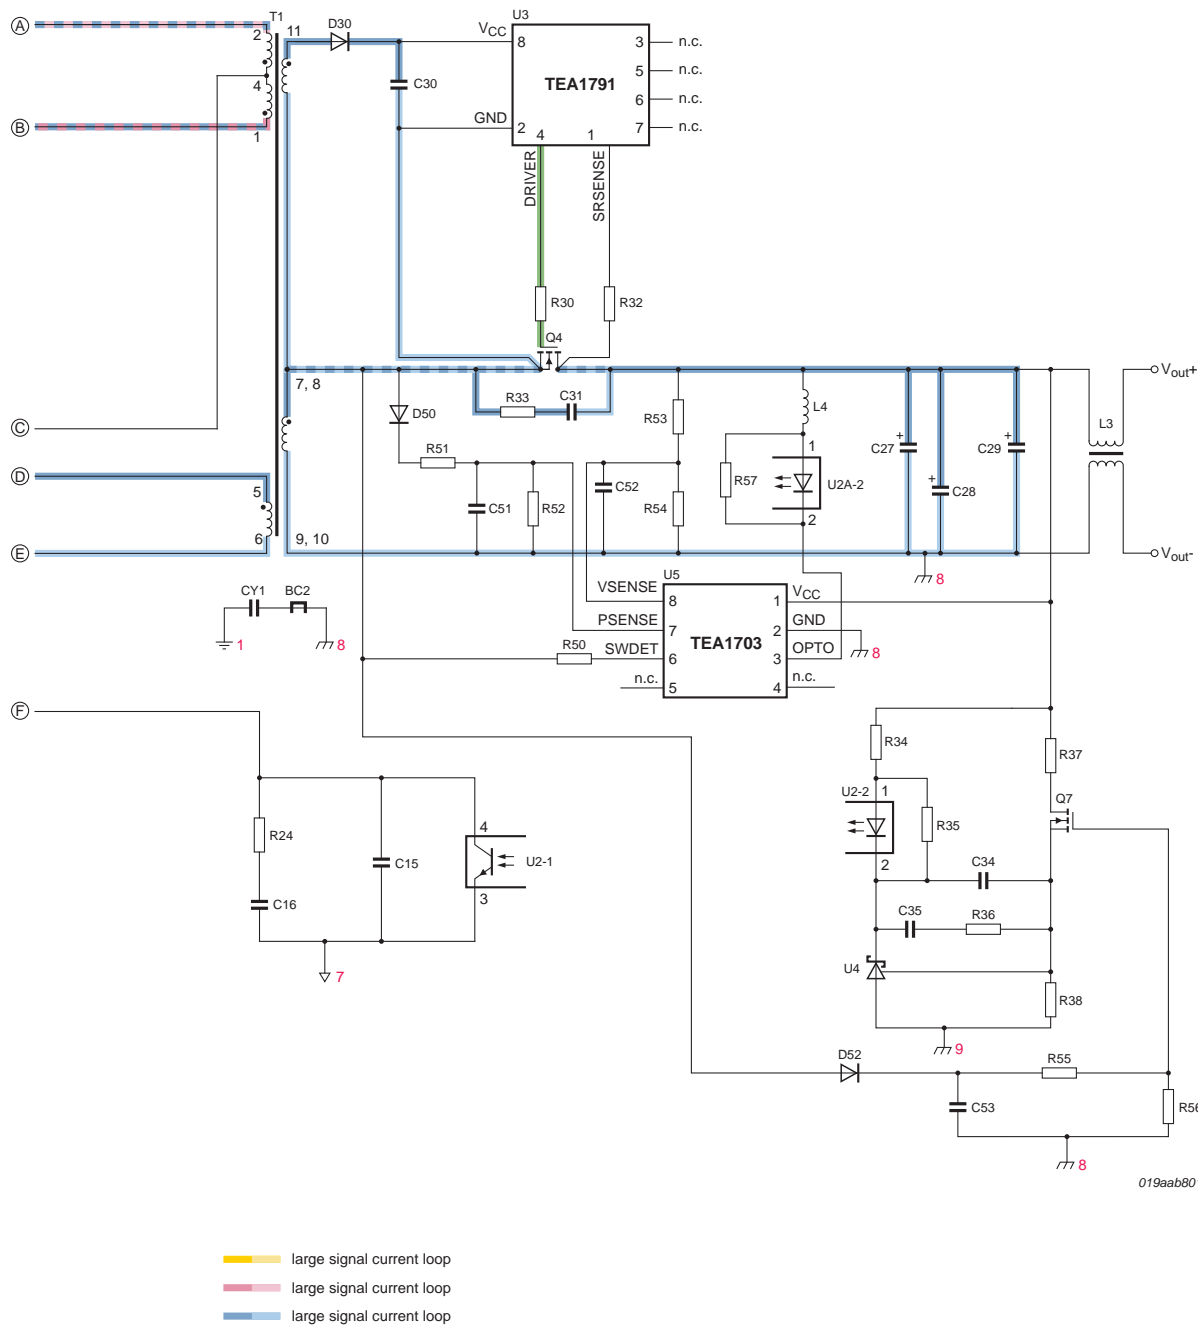 A
T1
2
11
D30
U3
VCC
8
3
n.c.
4
C30
TEA1791
5
n.c.
6
n.c.
B
GND
2
4
1
7
n.c.
1
DRIVER
SRSENSE
R30
R32
Q4
Vout+
7, 8
D50
R33
C31
R53
L4
C
L3
R51
1
C27
C29
D
R57
U2A-2
5
C51
R52
C52
R54
C28
2
6
9, 10
E
Vout-
U5
8
CY1
BC2
VSENSE
8
1
VCC
PSENSE
7
2
GND
1
8
TEA1703
R50
SWDET
6
3
OPTO
8
n.c.
5
4
n.c.
F
R34
R37
U2-2
1
Q7
R24
4
R35
C15
U2-1
2
C34
C16
3
C35
R36
7
U4
R38
9
D52
R55
C53
R56
8
019aab801
large signal current loop
large signal current loop
large signal current loop